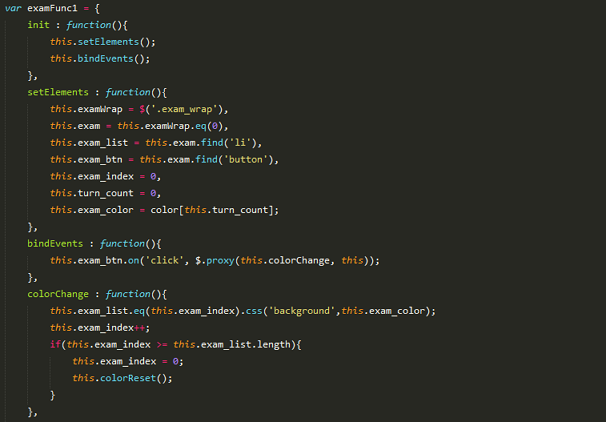 var examFunc1 = {
init : function(){
this.setElements();
this.bindEvents();
},
setElements : function(){
this.examWrap = $('.exam_wrap'),
this.exam = this.examWrap.eq(0),
this.exam_list = this.exam.find('li'),
this.exam_btn = this.exam.find('button'),
this.exam_index = 0,
this.turn_count = 0,
this.exam_color = color[this.turn_count];
},
bindEvents : function(){
this.exam_btn.on('click', $.proxy(this.colorChange, this));
},
colorChange : function(){
this.exam_list.eq(this.exam_index).css('background',this.exam_color);
this.exam_index++;
if(this.exam_index >= this.exam_list.length){
this.exam_index = 0;
this.colorReset();
}
},